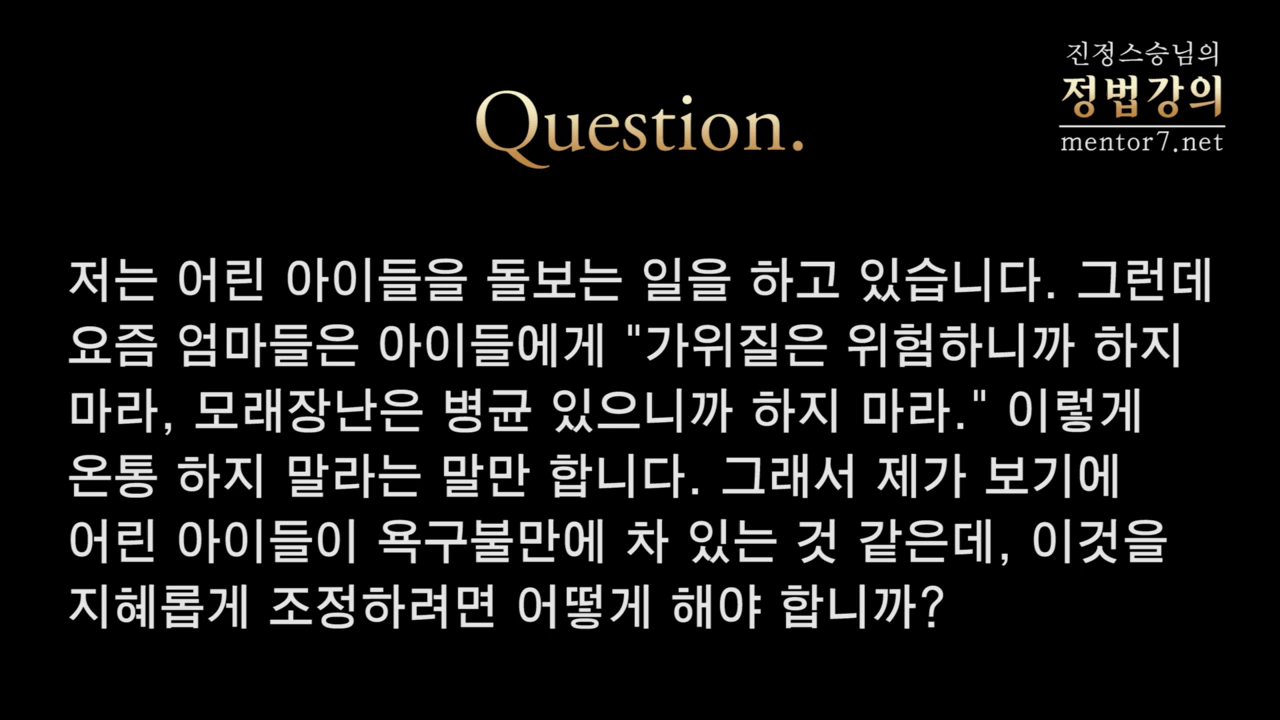 진정스승님의
정법강의
mentor7.net
Question.
저는 어린 아이들을 돌보는 일을 하고 있습니다. 그런데
요즘 엄마들은 아이들에게 "가위질은 위험하니까 하지
마라, 모래장난은 병균 있으니까 하지 마라." 이렇게
온통 하지 말라는 말만 합니다. 그래서 제가 보기에
어린 아이들이 욕구불만에 차 있는 것 같은데, 이것을
지혜롭게 조정하려면 어떻게 해야 합니까?